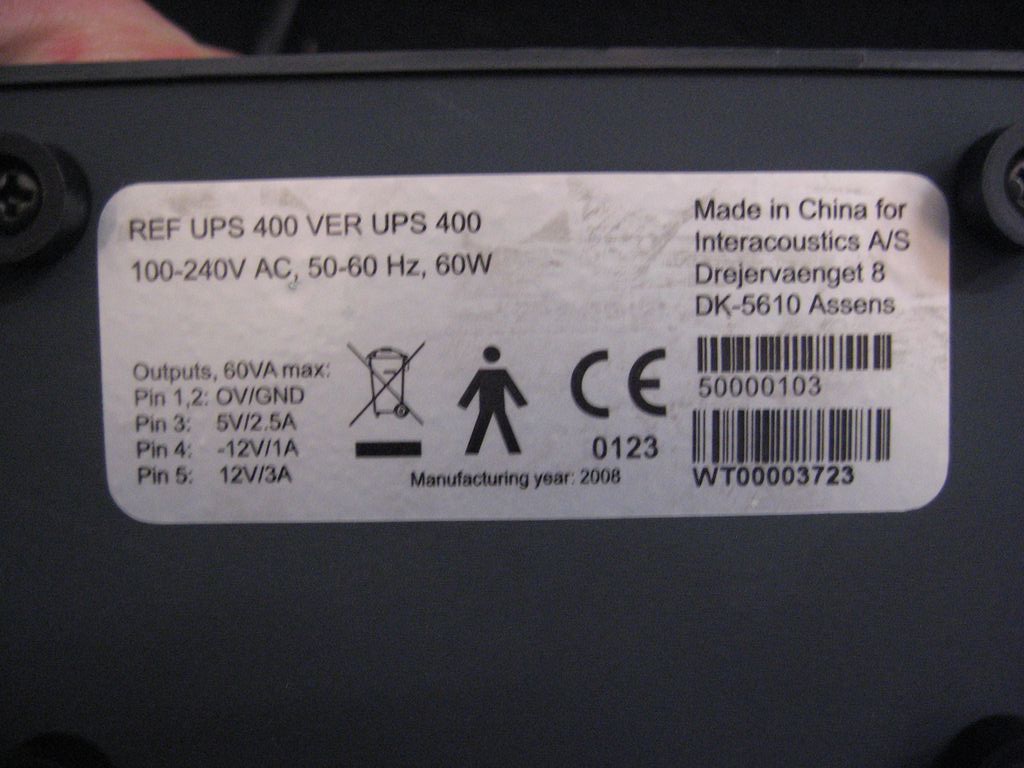 REF UPS 400 VER UPS 400
100-240V AC, 50-60 Hz, 60W
Made in China for
Interacoustics A/S
Drejervaenget 8
DK-5610 Assens
Outputs, 60VA max:
Pin 1,2: OV/GND
Pin 3: 5V/2.5A
Pin 4: -12V/1A
Pin 5: 12V/3A
CE
0123
Manufacturing year: 2008
50000103
WT00003723